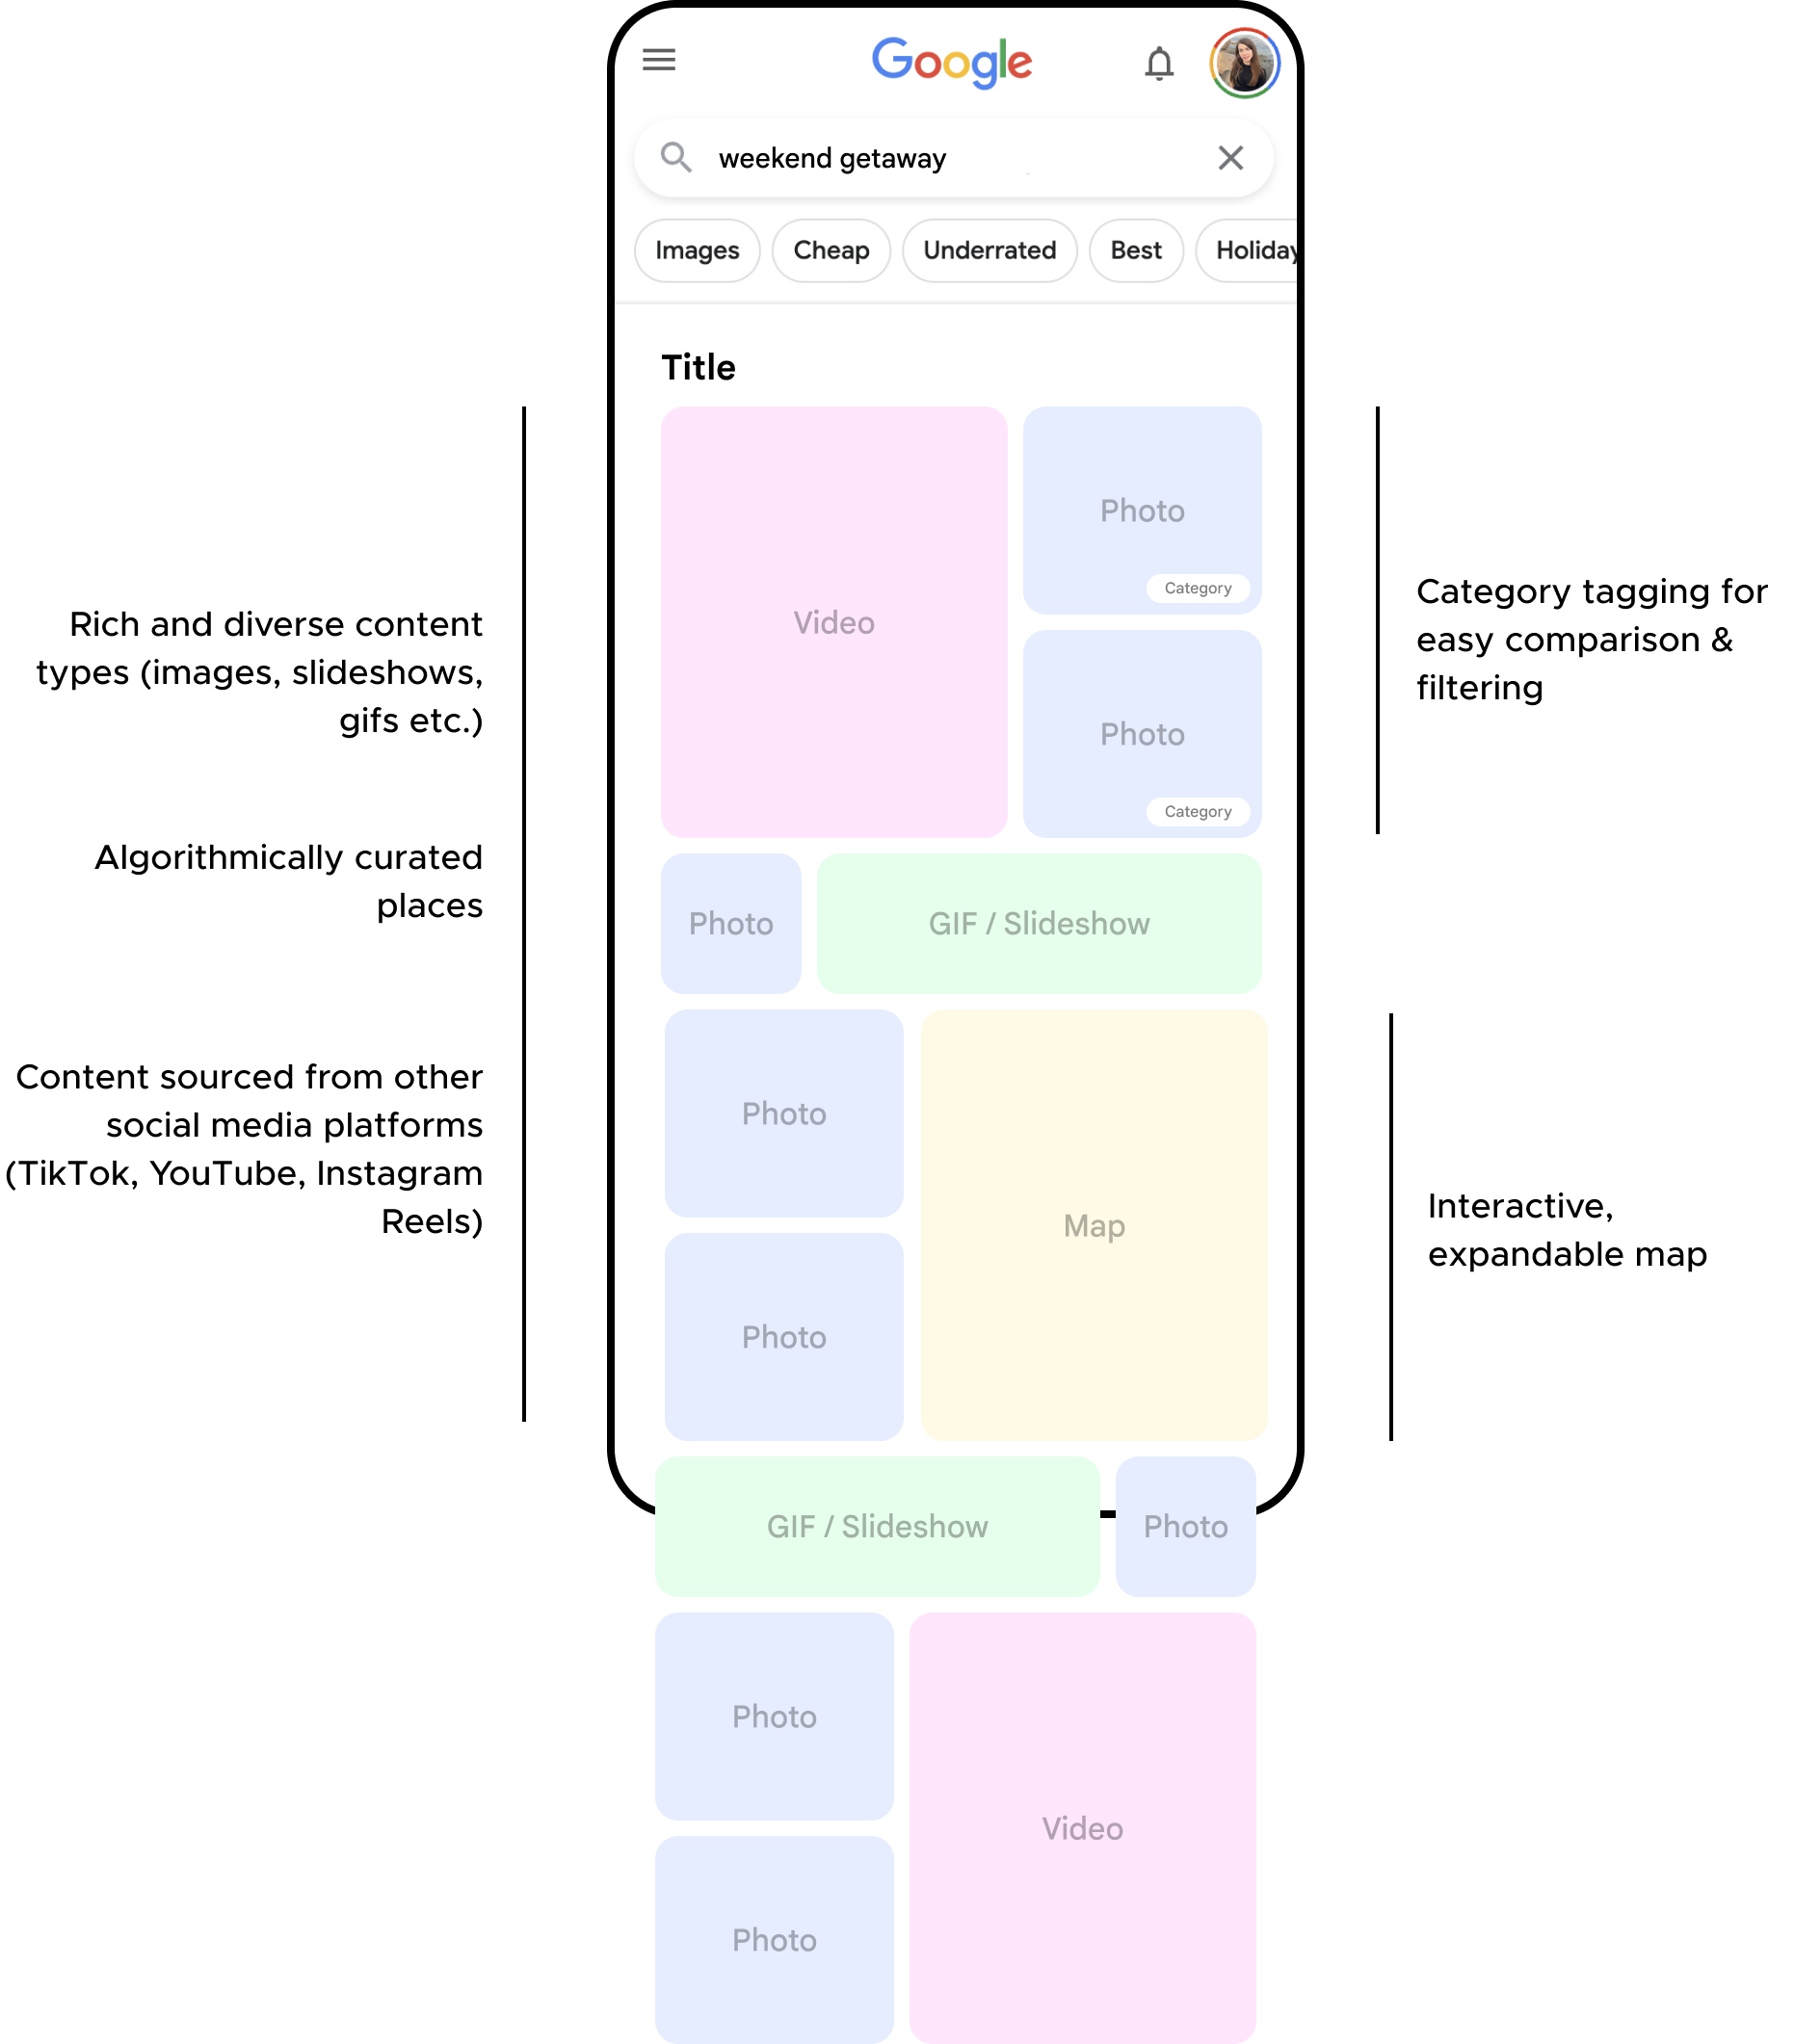 Google
weekend getaway
Images Cheap Underrated Best Holiday
Title
Video
Photo
Category
Photo
Category
Photo
GIF / Slideshow
Photo
Map
Photo
GIF / Slideshow
Photo
Photo
Video
Photo
Rich and diverse content
types (images, slideshows,
gifs etc.)
Algorithmically curated
places
Content sourced from other
social media platforms
(TikTok, YouTube, Instagram
Reels)
Category tagging for
easy comparison &
filtering
Interactive,
expandable map